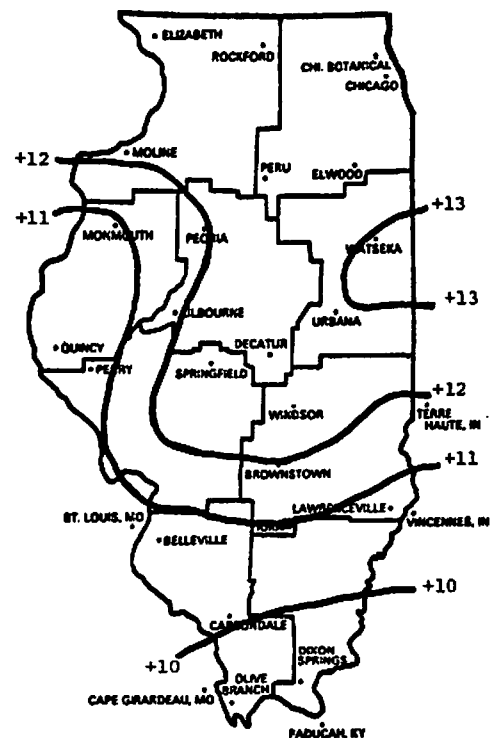 ELIZABETH
ROCKFORD
CHI. BOTANICAL
CHICAGO
+12
MOLINE
PERU
ELWOOD
+13
+11
MONMOUTH
PEORIA
WATSEKA
+13
KILBOURNE
URBANA
QUINCY
DECATUR
PERRY
SPRINGFIELD
+12
WINDSOR
TERRE
HAUTE, IN
+11
BROWNSTOWN
LAWRENCEVILLE
ST. LOUIS, MO
VINCENNES, IN
BELLEVILLE
+10
CARBONDALE
DIXON
SPRINGS
+10
OLIVE
BRANCH
CAPE GIRARDEAU, MO
PADUCAH, KY